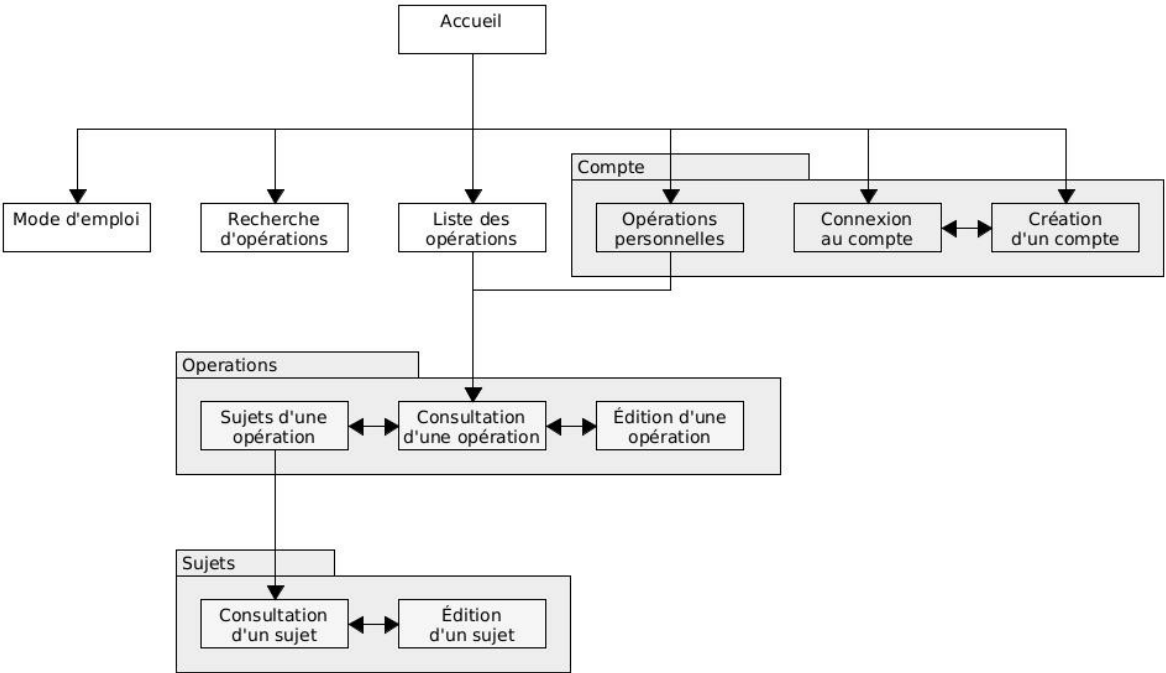 Accueil
Compte
Mode d'emploi
Recherche
d'opérations
Liste des
opérations
Opérations
personnelles
Connexion
au compte
Création
d'un compte
Operations
Sujets d'une
opération
Consultation
d'une opération
Édition d'une
opération
Sujets
Consultation
d'un sujet
Édition
d'un sujet